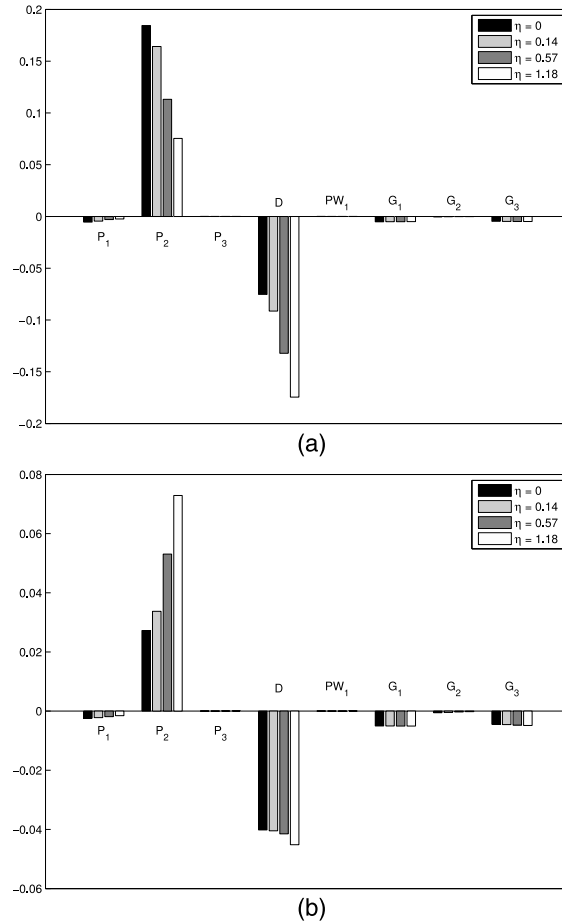 0.2
η = 0
η = 0.14
η = 0.57
η = 1.18
0.15
0.1
0.05
D PW1 G1 G2 G3
0
P1 P2 P3
−0.05
−0.1
−0.15
−0.2
(a)
0.08
η = 0
η = 0.14
η = 0.57
η = 1.18
0.06
0.04
0.02
D PW1 G1 G2 G3
0
P1 P2 P3
−0.02
−0.04
−0.06
(b)